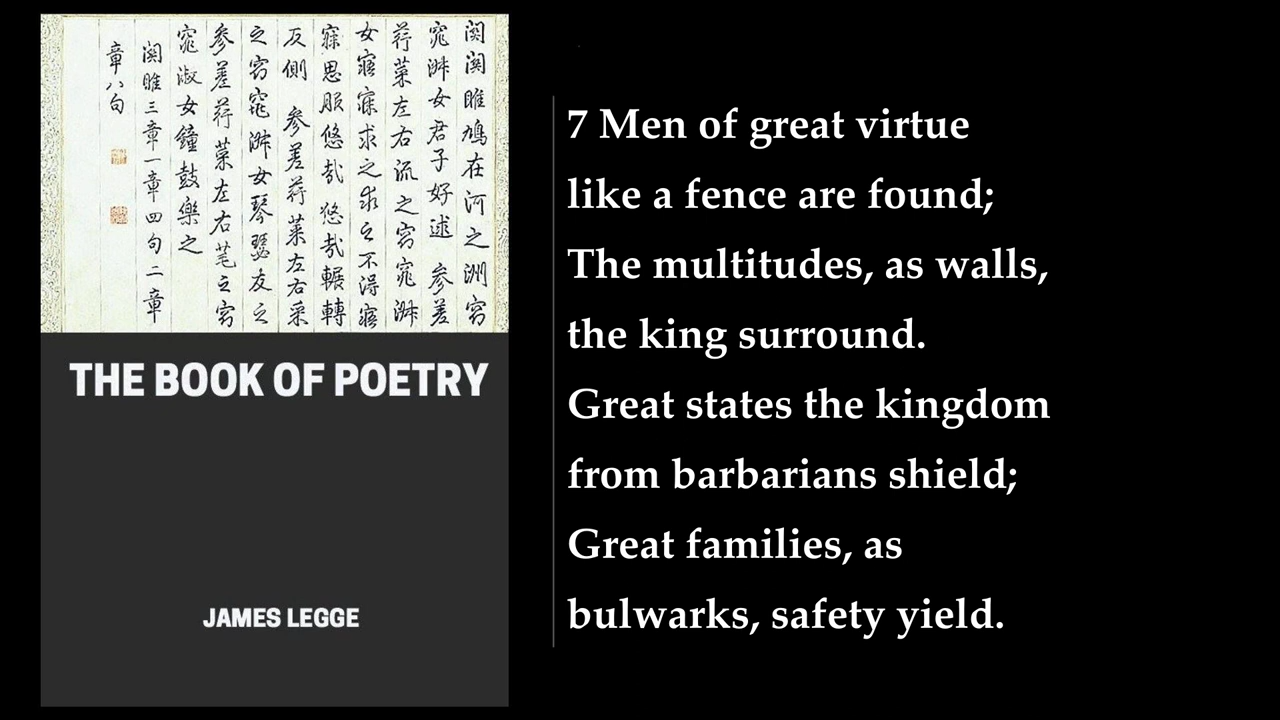 関関雎鳩在河之洲窈
窕淑女君子好逑 参差
荇菜左右流之窈窕淑
女寤寐求之求之不得寤
寐思服悠哉悠哉輾轉
反側 参差荇菜左右采
之窈窕淑女琴瑟友之
参差荇菜左右芼之窈
窕淑女鐘鼓樂之
関雎三章一章四句二章
章八句
THE BOOK OF POETRY
JAMES LEGGE
7 Men of great virtue
like a fence are found;
The multitudes, as walls,
the king surround.
Great states the kingdom
from barbarians shield;
Great families, as
bulwarks, safety yield.